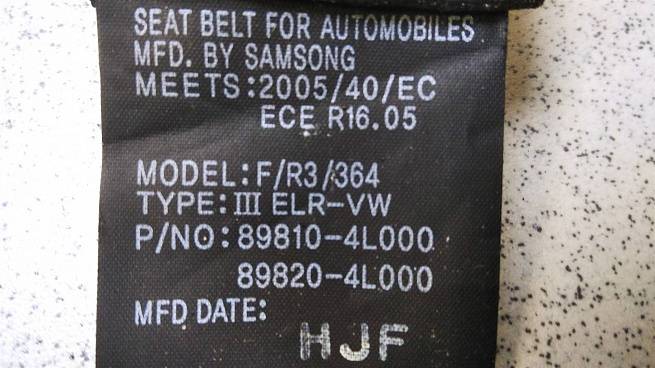 SEAT BELT FOR AUTOMOBILES
MFD. BY SAMSONG
MEETS:2005/40/EC
ECE R16.05
MODEL:F/R3/364
TYPE:Ⅲ ELR-VW
P/NO:89810-4L000
89820-4L000
MFD DATE:
HJF